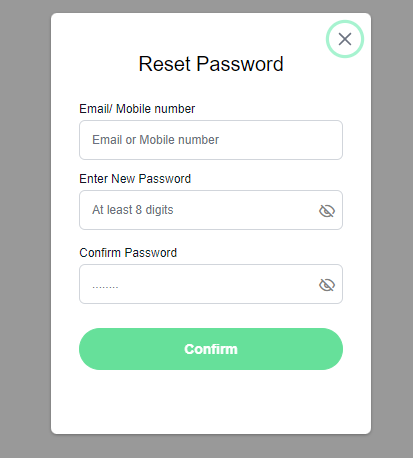 Reset Password
Email/ Mobile number
Email or Mobile number
Enter New Password
At least 8 digits
Confirm Password
........
Confirm